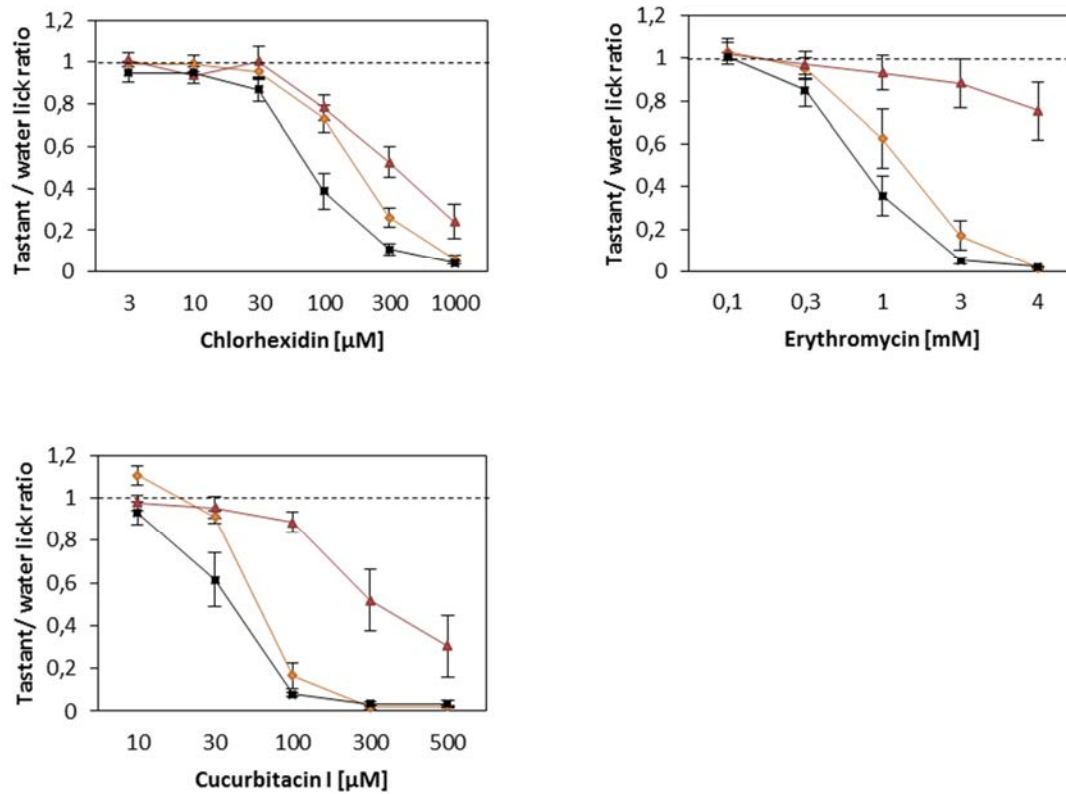 1,2
1
0,8
0,6
0,4
0,2
0
Tastant / water lick ratio
3 10 30 100 300 1000
Chlorhexidin [µM]
1,2
1
0,8
0,6
0,4
0,2
0
Tastant/ water lick ratio
0,1 0,3 1 3 4
Erythromycin [mM]
1,2
1
0,8
0,6
0,4
0,2
0
Tastant/ water lick ratio
10 30 100 300 500
Cucurbitacin I [µM]